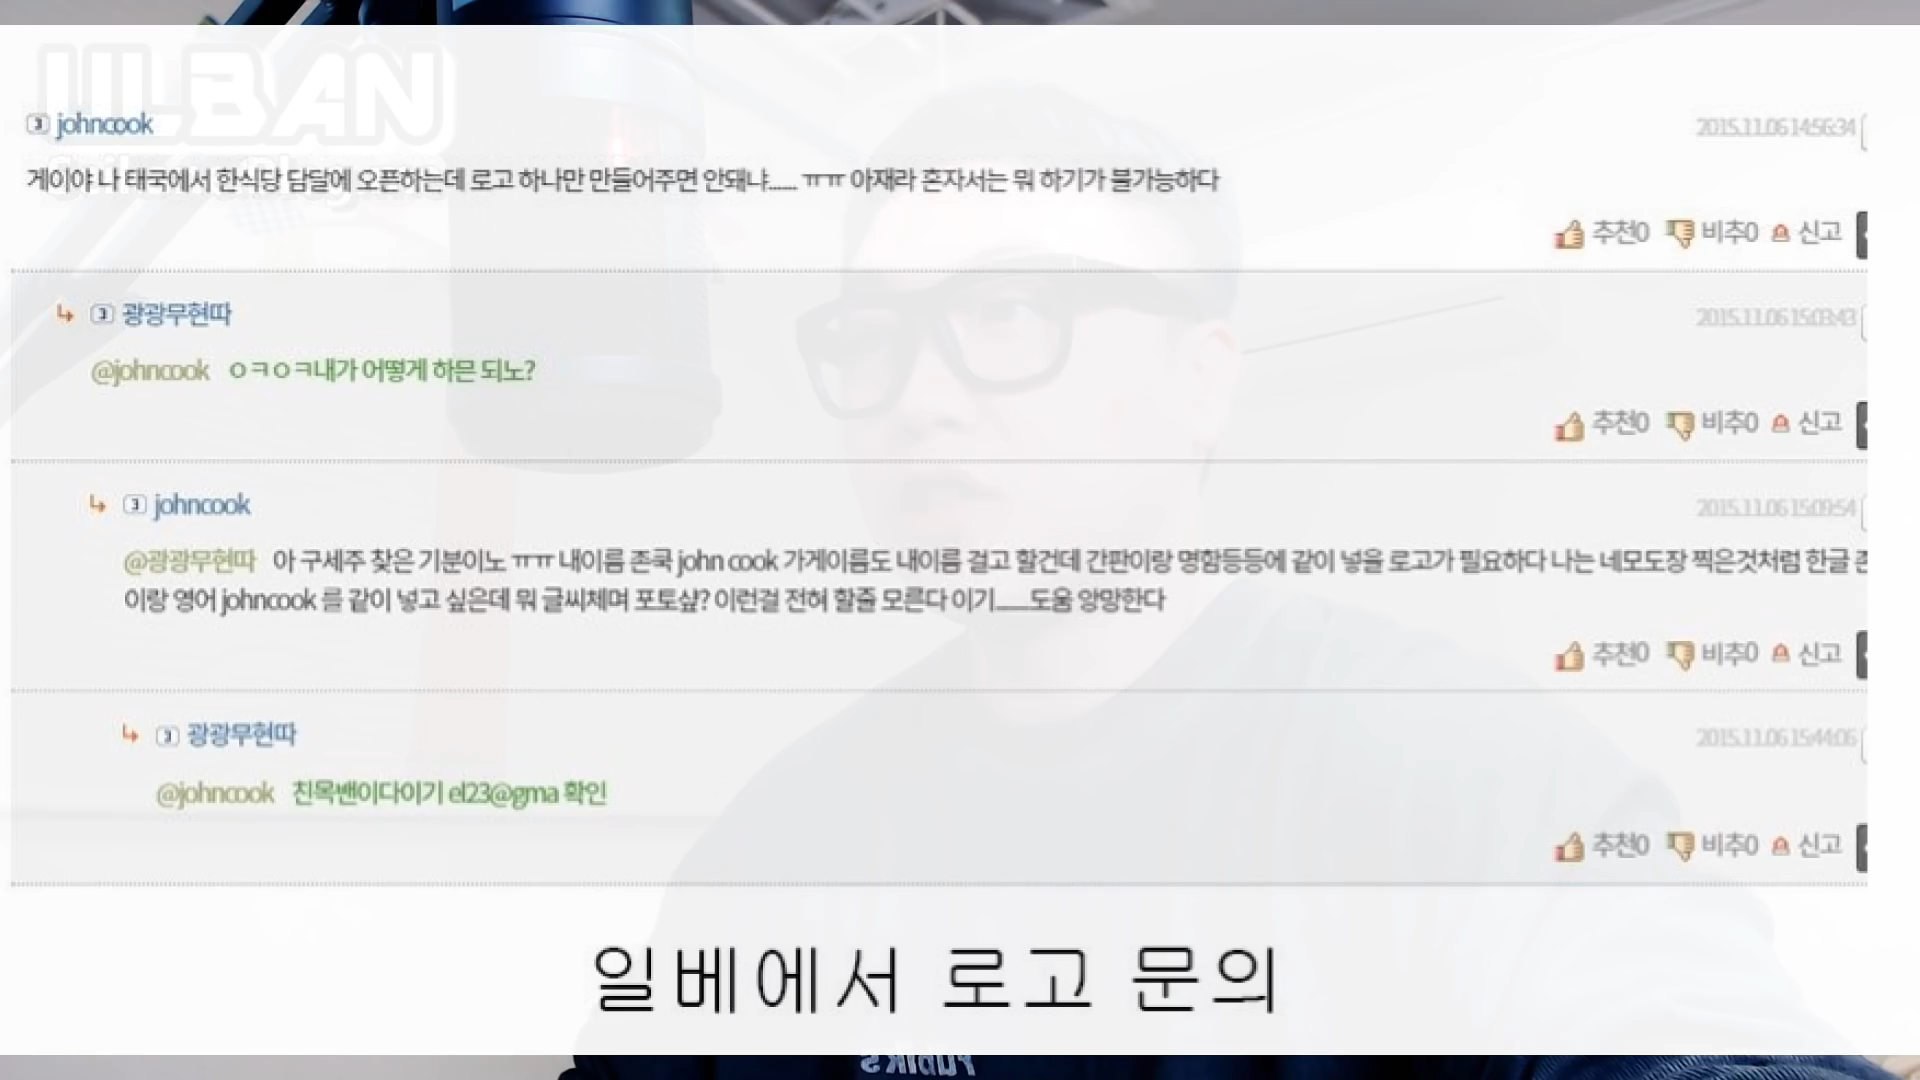 LILBAN
3 johncook 2015.11.06 14:56:34
게이야 나 태국에서 한식당 담달에 오픈하는데 로고 하나만 만들어주면 안돼냐...... ㅠㅠ 아재라 혼자서는 뭐 하기가 불가능하다
추천0 비추0 신고
3 광광무현따 2015.11.06 15:03:43
@johncook ㅇㅋㅇㅋ내가 어떻게 하믄 되노?
추천0 비추0 신고
3 johncook 2015.11.06 15:09:54
@광광무현따 아 구세주 찾은 기분이노 ㅠㅠ 내이름 존쿡 john cook 가게이름도 내이름 걸고 할건데 간판이랑 명함등등에 같이 넣을 로고가 필요하다 나는 네모도장 찍은것처럼 한글 존
이랑 영어 johncook 를 같이 넣고 싶은데 뭐 글씨체며 포토샾? 이런걸 전혀 할줄 모른다 이기......도움 앙망한다
추천0 비추0 신고
3 광광무현따 2015.11.06 15:44:06
@johncook 친목밴이다이기 el23@gma 확인
추천0 비추0 신고
일베에서 로고 문의